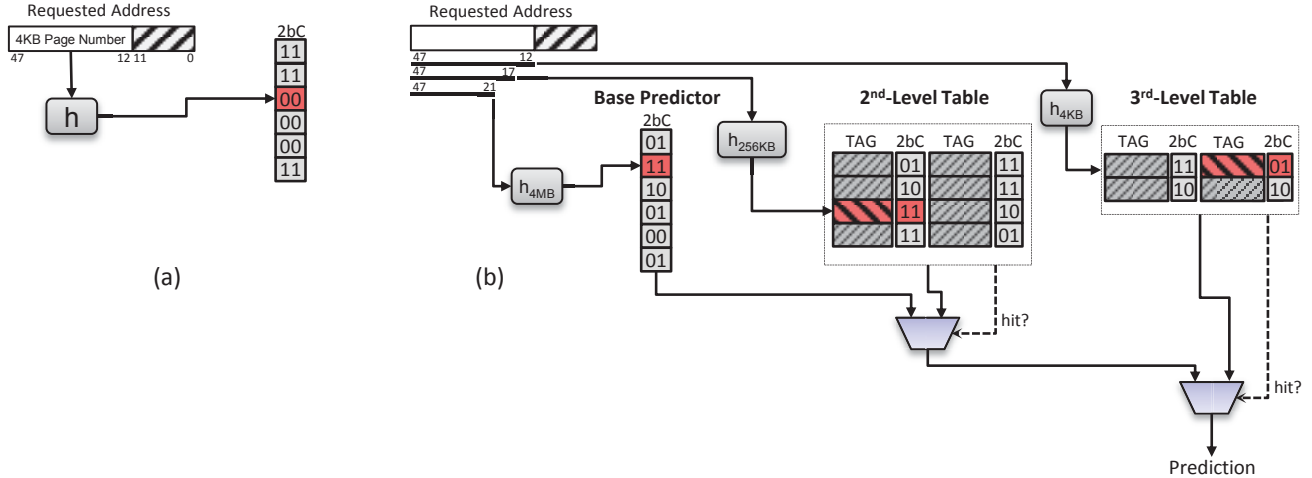 Requested Address
4KB Page Number
47 12 11 0
h
2bC
11
11
00
00
00
11
(a)
Requested Address
47 12
47 17
47 21
h4MB
Base Predictor
2bC
01
11
10
01
00
01
h256KB
2nd-Level Table
TAG 2bC TAG 2bC
01 11
10 11
11 10
11 01
hit?
h4KB
3rd-Level Table
TAG 2bC TAG 2bC
11 01
10 10
hit?
Prediction
(b)